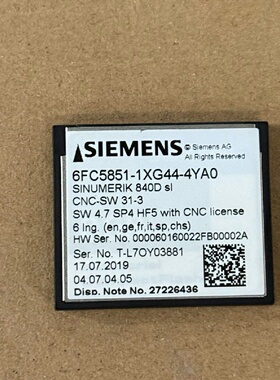 SIEMENS
© Siemens AG
All Rights Reserved
6FC5851-1XG44-4YA0
SINUMERIK 840D sl
CNC-SW 31-3
SW 4.7 SP4 HF5 with CNC license
6 lng. (en,ge,fr,it,sp,chs)
HW Ser. No. 000060160022FB00002A
Ser. No. T-L7OY03881
17.07.2019
04.07.04.05
Disp. Note No. 27226436